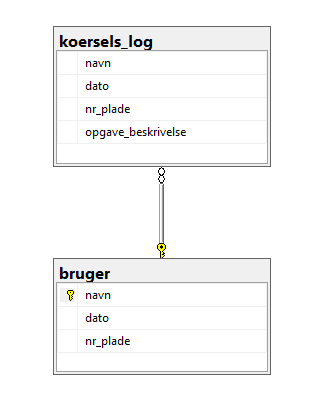 koersels_log
navn
dato
nr_plade
opgave_beskrivelse
bruger
navn
dato
nr_plade